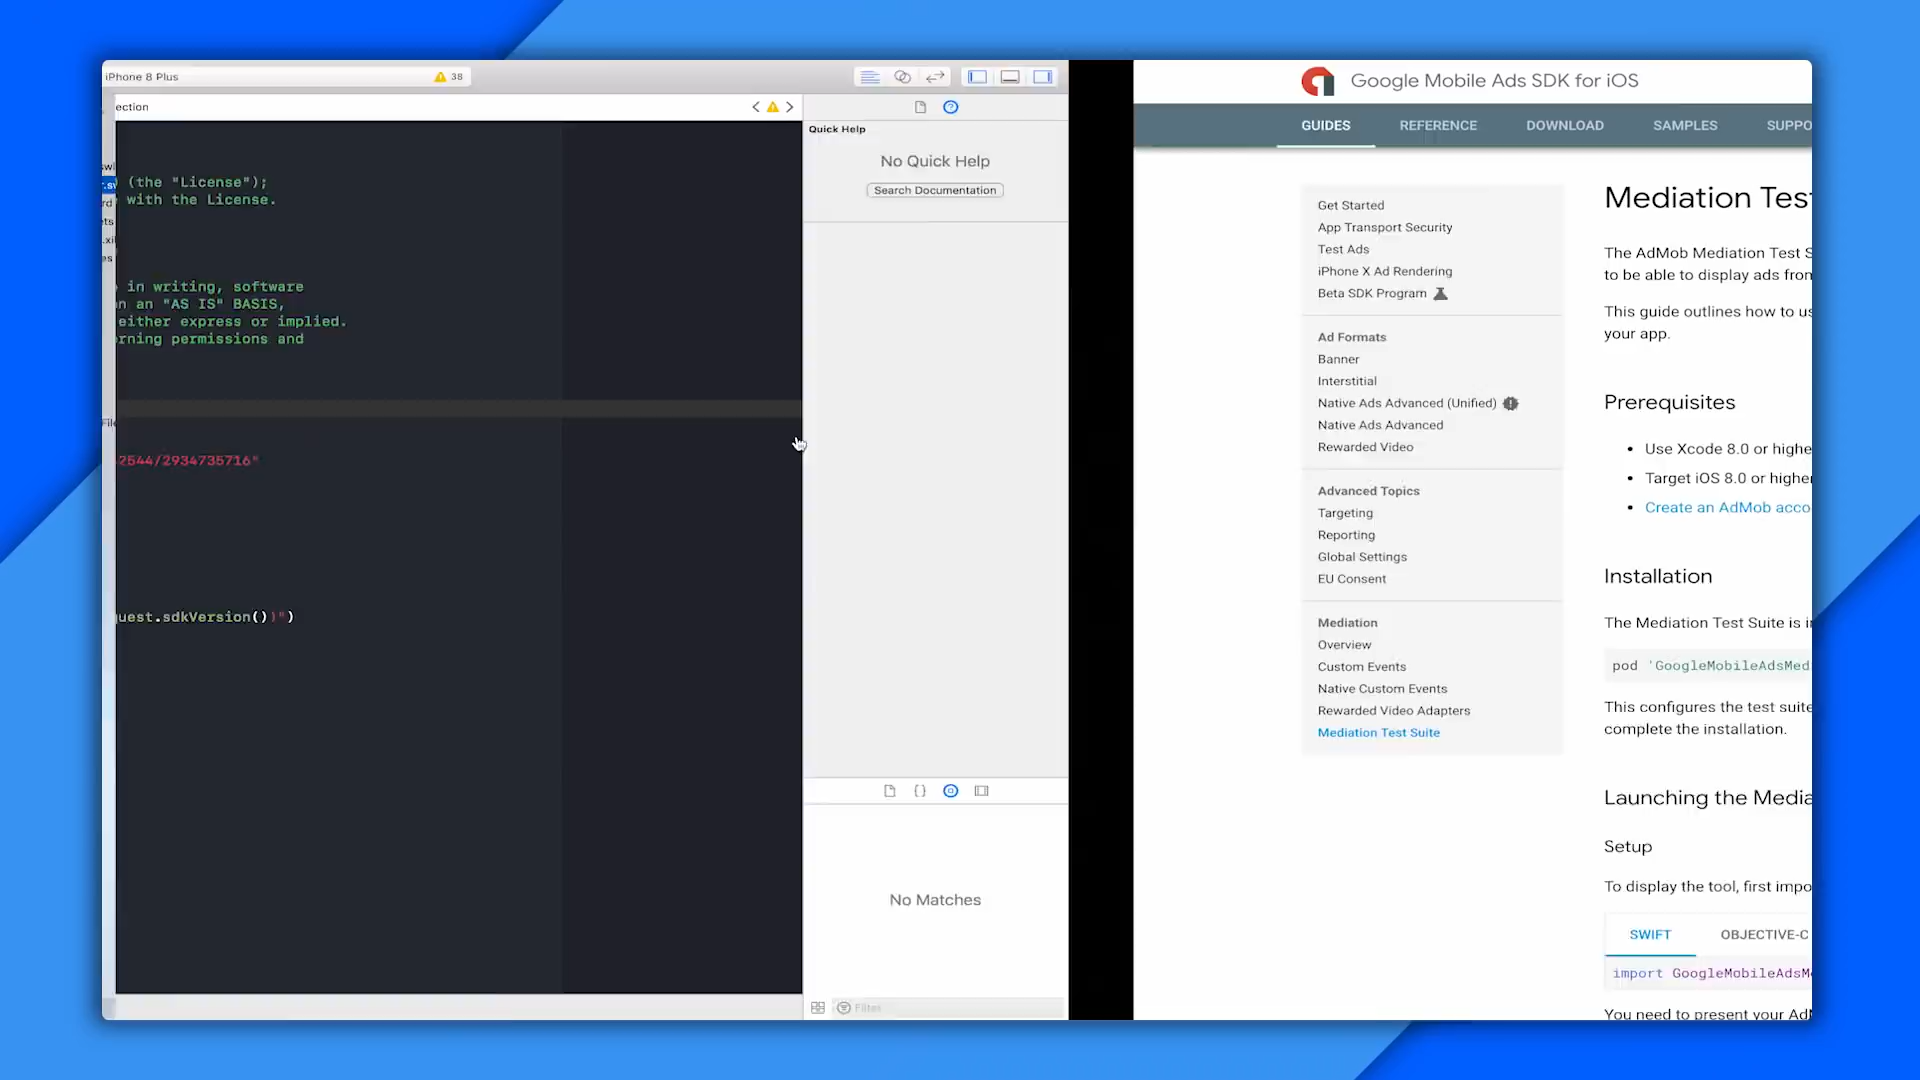 iPhone 8 Plus
38
ection
(the "License");
with the License.
in writing, software
an "AS IS" BASIS,
either express or implied.
rning permissions and
2544/2934735716"
uest.sdkVersion())")
Quick Help
No Quick Help
Search Documentation
No Matches
Filter
Google Mobile Ads SDK for iOS
GUIDES
REFERENCE
DOWNLOAD
SAMPLES
SUPPO
Get Started
App Transport Security
Test Ads
iPhone X Ad Rendering
Beta SDK Program
Ad Formats
Banner
Interstitial
Native Ads Advanced (Unified)
Native Ads Advanced
Rewarded Video
Advanced Topics
Targeting
Reporting
Global Settings
EU Consent
Mediation
Overview
Custom Events
Native Custom Events
Rewarded Video Adapters
Mediation Test Suite
Mediation Tes
The AdMob Mediation Test S
to be able to display ads from
This guide outlines how to us
your app.
Prerequisites
Use Xcode 8.0 or highe
Target iOS 8.0 or higher
Create an AdMob acco
Installation
The Mediation Test Suite is in
pod 'GoogleMobileAdsMed
This configures the test suite
complete the installation.
Launching the Media
Setup
To display the tool, first impo
SWIFT
OBJECTIVE-C
import GoogleMobileAdsM
You need to present your AdM